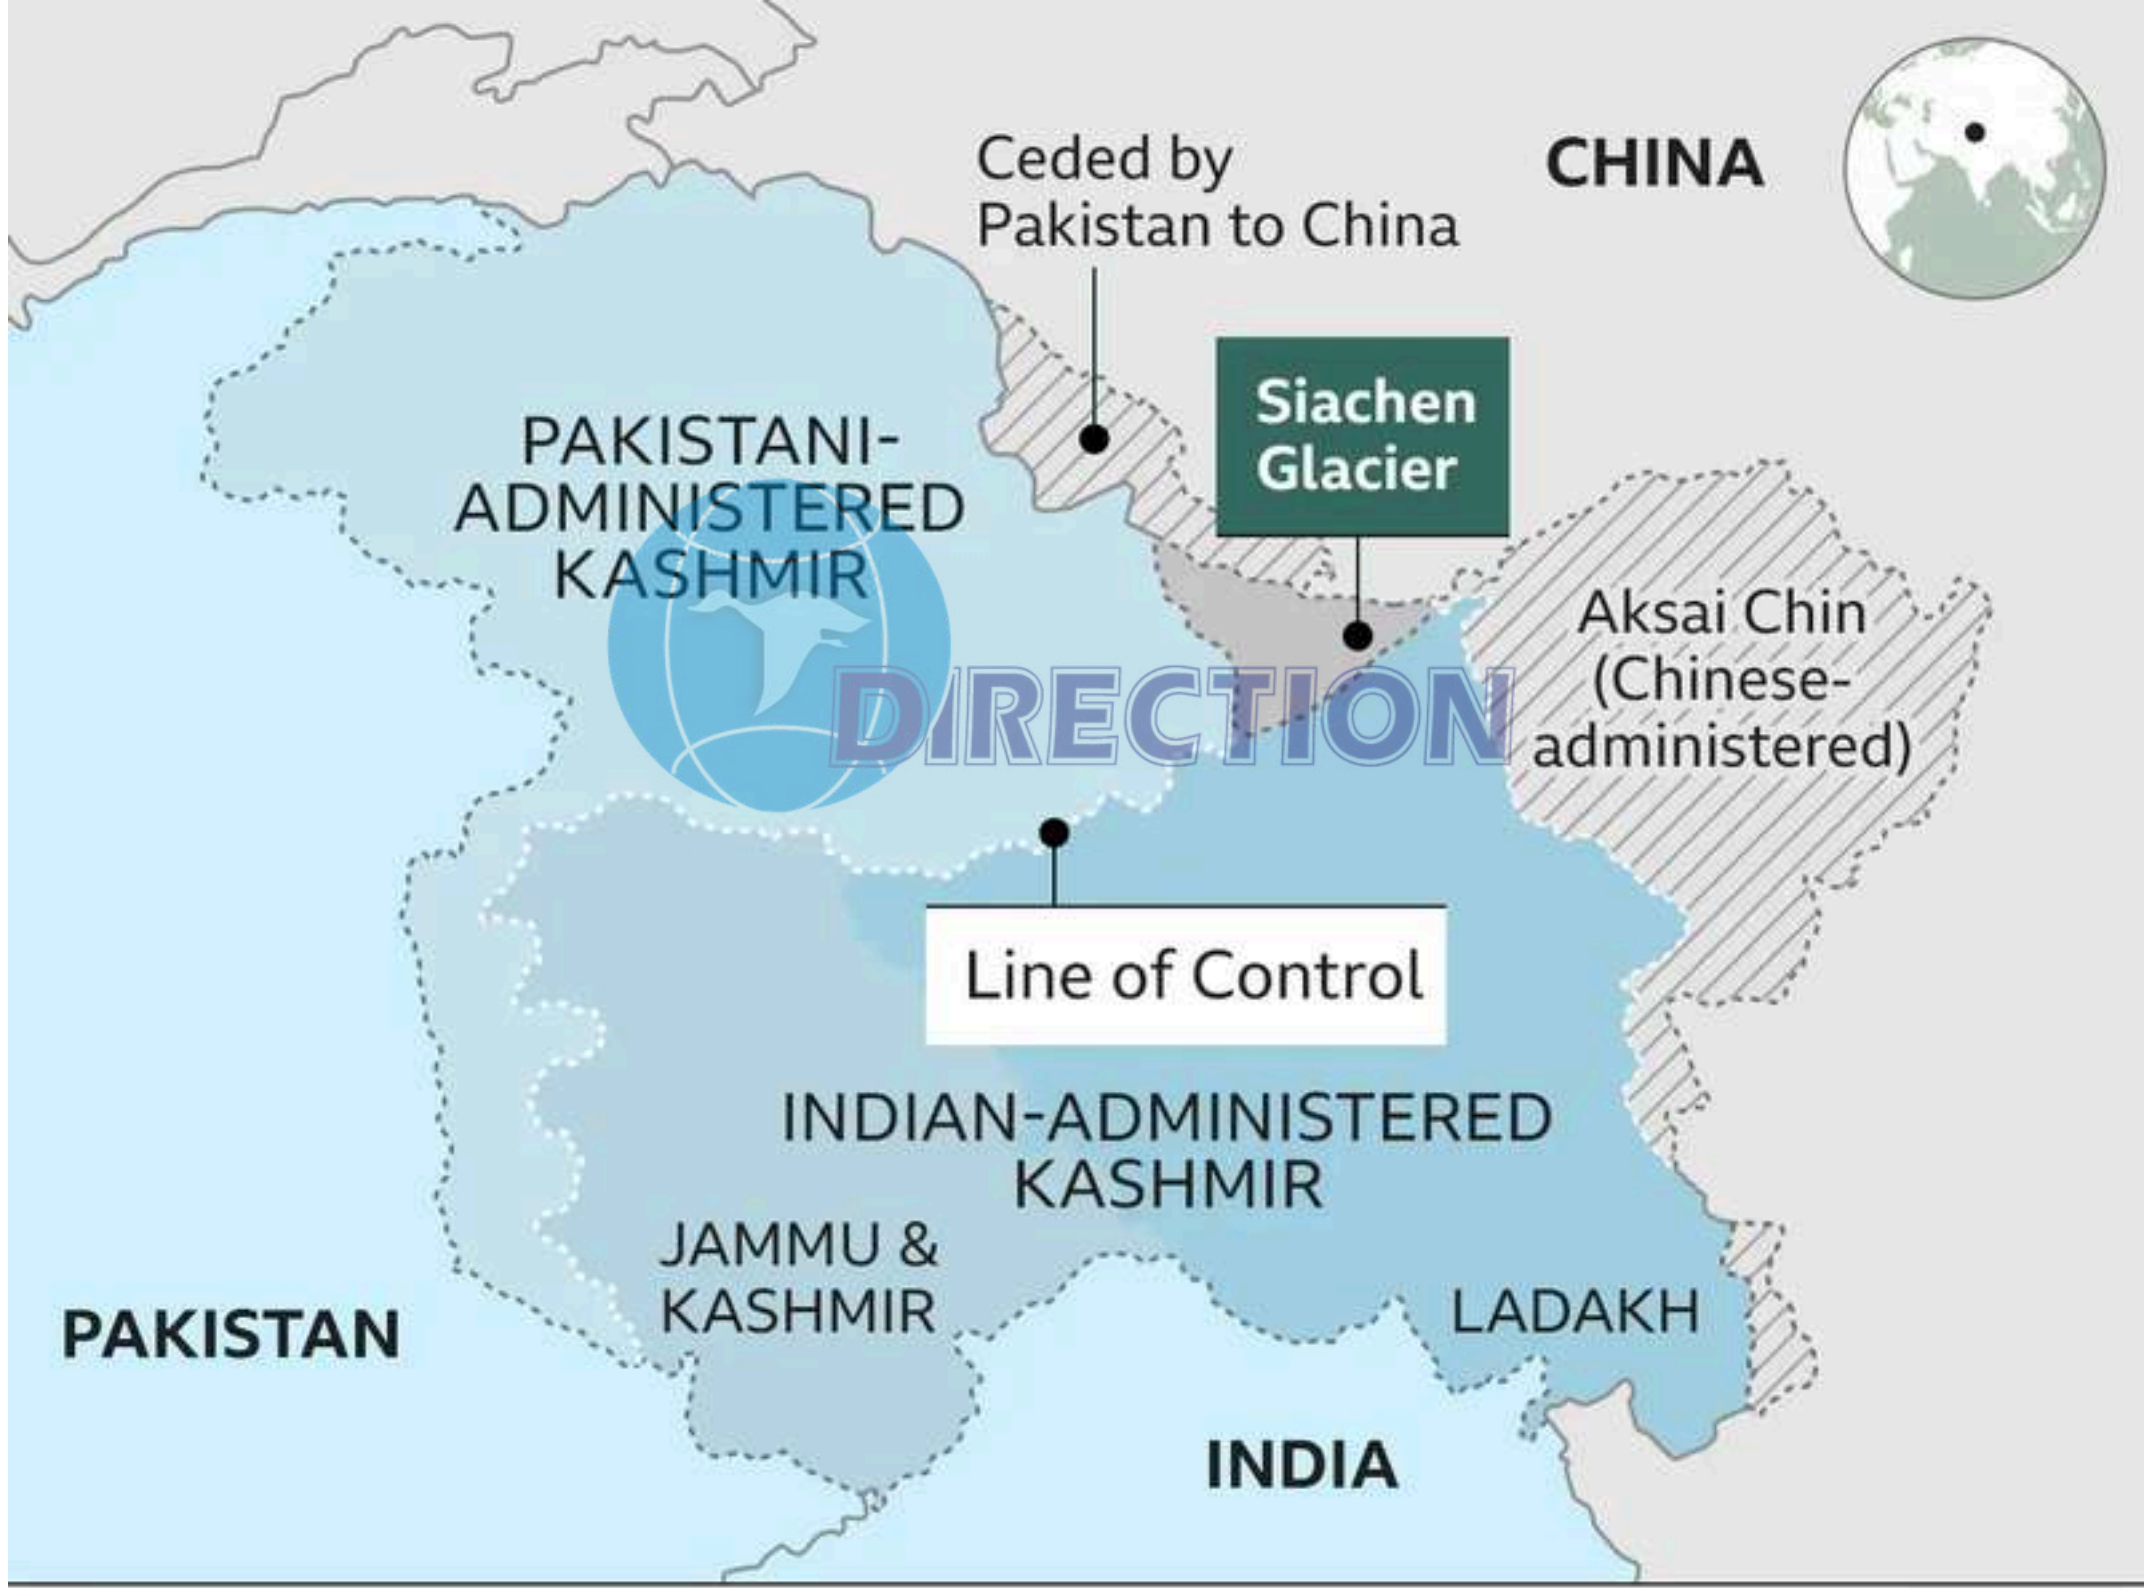 Ceded by
Pakistan to China
CHINA
Siachen
Glacier
PAKISTANI-
ADMINISTERED
KASHMIR
Aksai Chin
(Chinese-
administered)
DIRECTION
Line of Control
INDIAN-ADMINISTERED
KASHMIR
JAMMU &
KASHMIR
LADAKH
PAKISTAN
INDIA